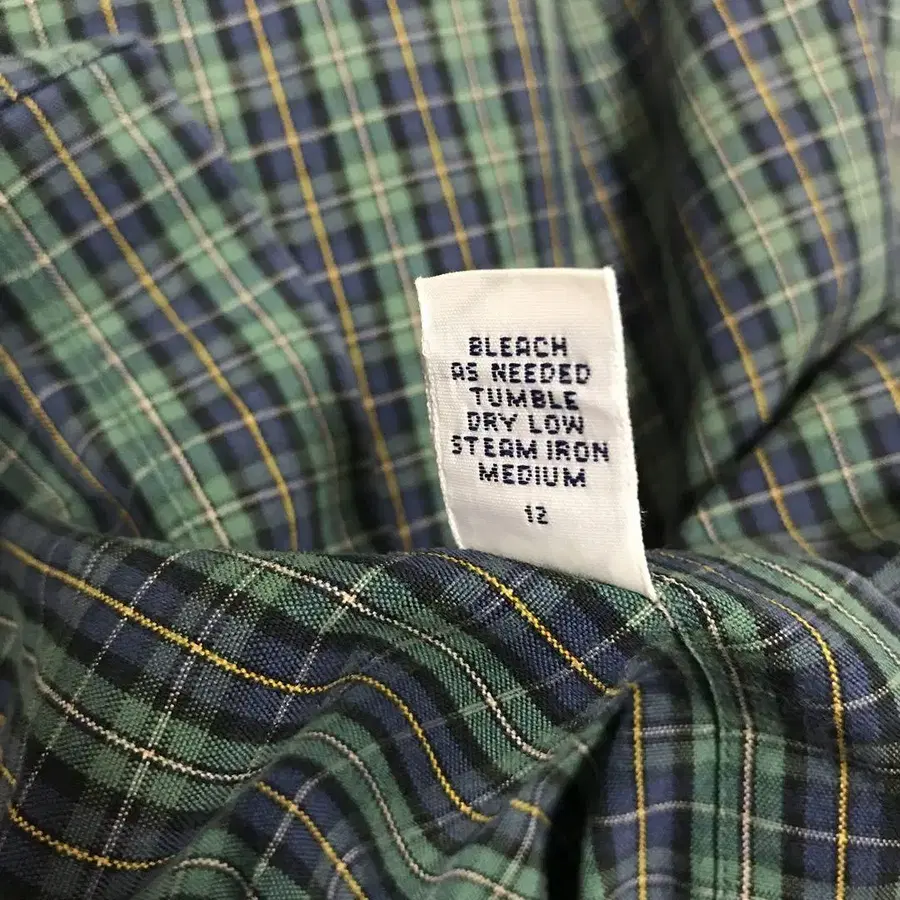 BLEACH
AS NEEDED
TUMBLE
DRY LOW
STEAM IRON
MEDIUM
12